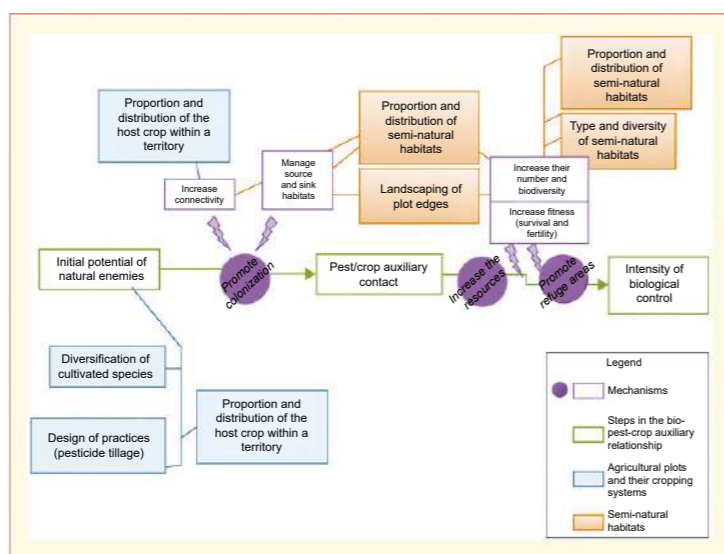 Proportion and
distribution of the
host crop within a
territory
Proportion and
distribution of
semi-natural
habitats
Proportion and
distribution of
semi-natural
habitats
Type and diversity
of semi-natural
habitats
Increase
connectivity
Manage
source
and sink
habitats
Landscaping of
plot edges
Increase their
number and
biodiversity
Increase fitness
(survival and
fertility)
Initial potential of
natural enemies
Promote
colonization
Pest/crop auxiliary
contact
Increase the
resources
Promote
refuge areas
Intensity of
biological
control
Diversification of
cultivated species
Design of practices
(pesticide tillage)
Proportion and
distribution of the
host crop within a
territory
Legend
Mechanisms
Steps in the bio-
pest-crop auxiliary
relationship
Agricultural plots
and their cropping
systems
Semi-natural
habitats